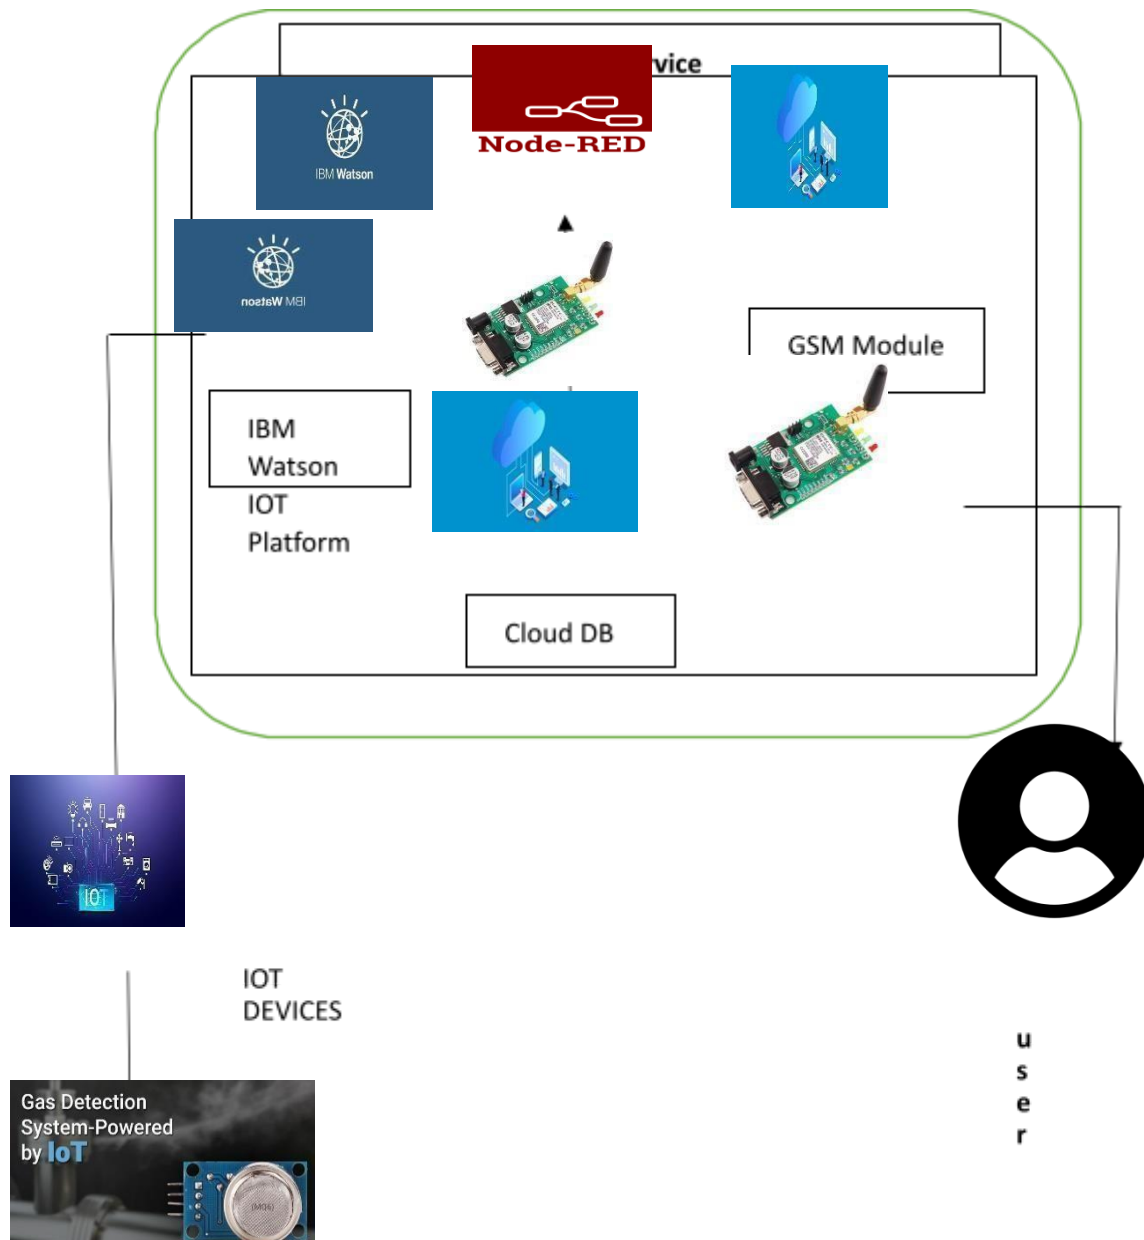 vice
IBM Watson
Node-RED
IBM Watson
GSM Module
IBM
Watson
IOT
Platform
Cloud DB
IOT
IOT
DEVICES
u
s
e
r
Gas Detection
System-Powered
by IoT
(MQ6)